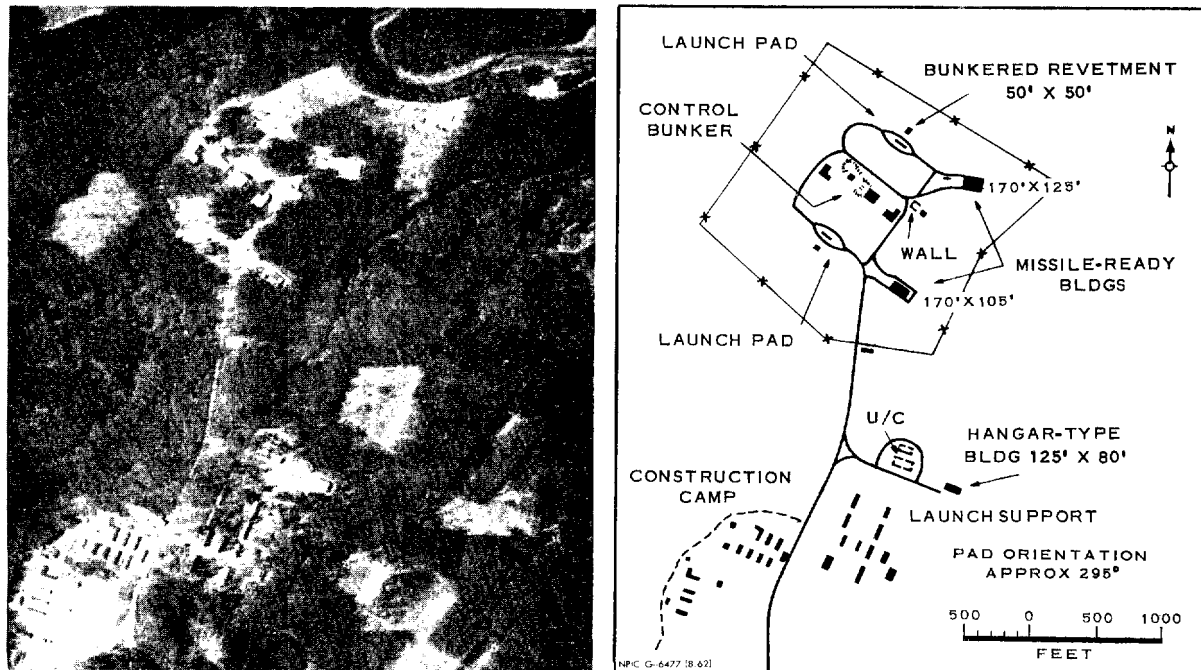 LAUNCH PAD
BUNKERED REVETMENT
50' X 50'
CONTROL
BUNKER
N
170' X 125'
WALL
MISSILE-READY
BLDGS
170' X 105'
LAUNCH PAD
U/C
HANGAR-TYPE
BLDG 125' X 80'
CONSTRUCTION
CAMP
LAUNCH SUPPORT
PAD ORIENTATION
APPROX 295°
500 0 1000
FEET
NPIC G-6477 (8.62)